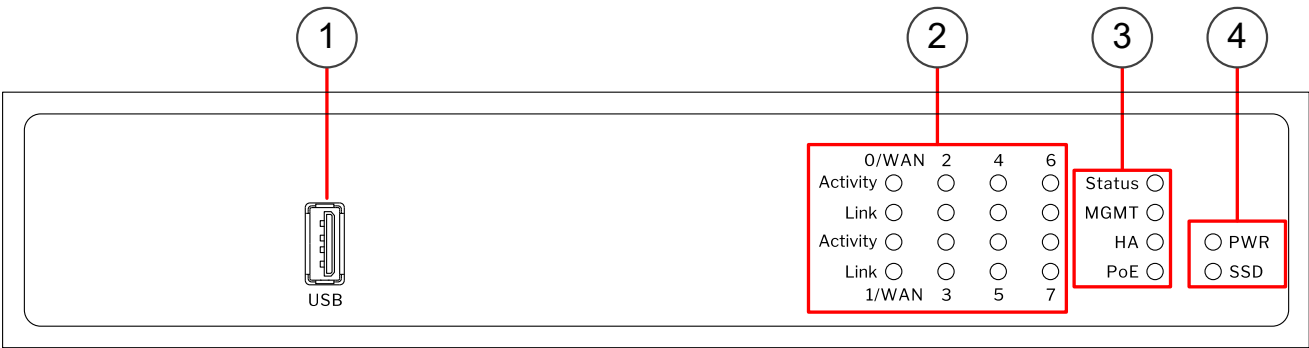 1 2 3 4
0/WAN 2 4 6
Activity Status
Link MGMT
Activity HA PWR
Link PoE SSD
USB 1/WAN 3 5 7